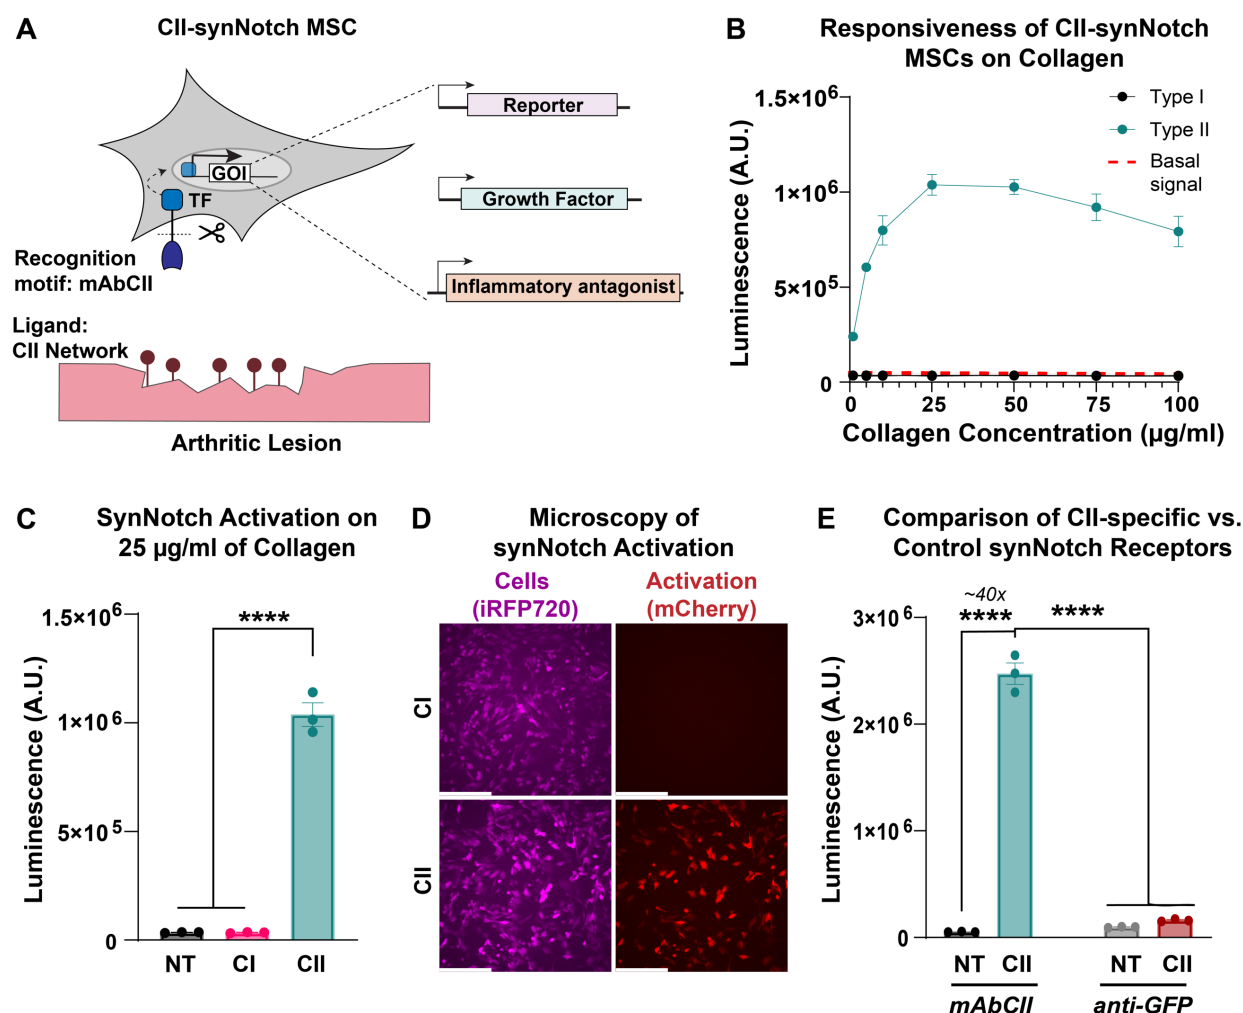 A
CII-synNotch MSC
Reporter
GOI
Growth Factor
TF
Recognition
motif: mAbCII
Inflammatory antagonist
Ligand:
CII Network
Arthritic Lesion
B
Responsiveness of CII-synNotch
MSCs on Collagen
Luminescence (A.U.)
1.5×10⁶
1×10⁶
5×10⁵
0
Type I
Type II
Basal
signal
0 25 50 75 100
Collagen Concentration (µg/ml)
C
SynNotch Activation on
25 µg/ml of Collagen
Luminescence (A.U.)
1.5×10⁶
1×10⁶
5×10⁵
0
****
NT CI CII
D
Microscopy of
synNotch Activation
Cells
(iRFP720)
Activation
(mCherry)
CI
CII
E
Comparison of CII-specific vs.
Control synNotch Receptors
Luminescence (A.U.)
3×10⁶
2×10⁶
1×10⁶
0
~40x
**** ****
NT CII NT CII
mAbCII anti-GFP